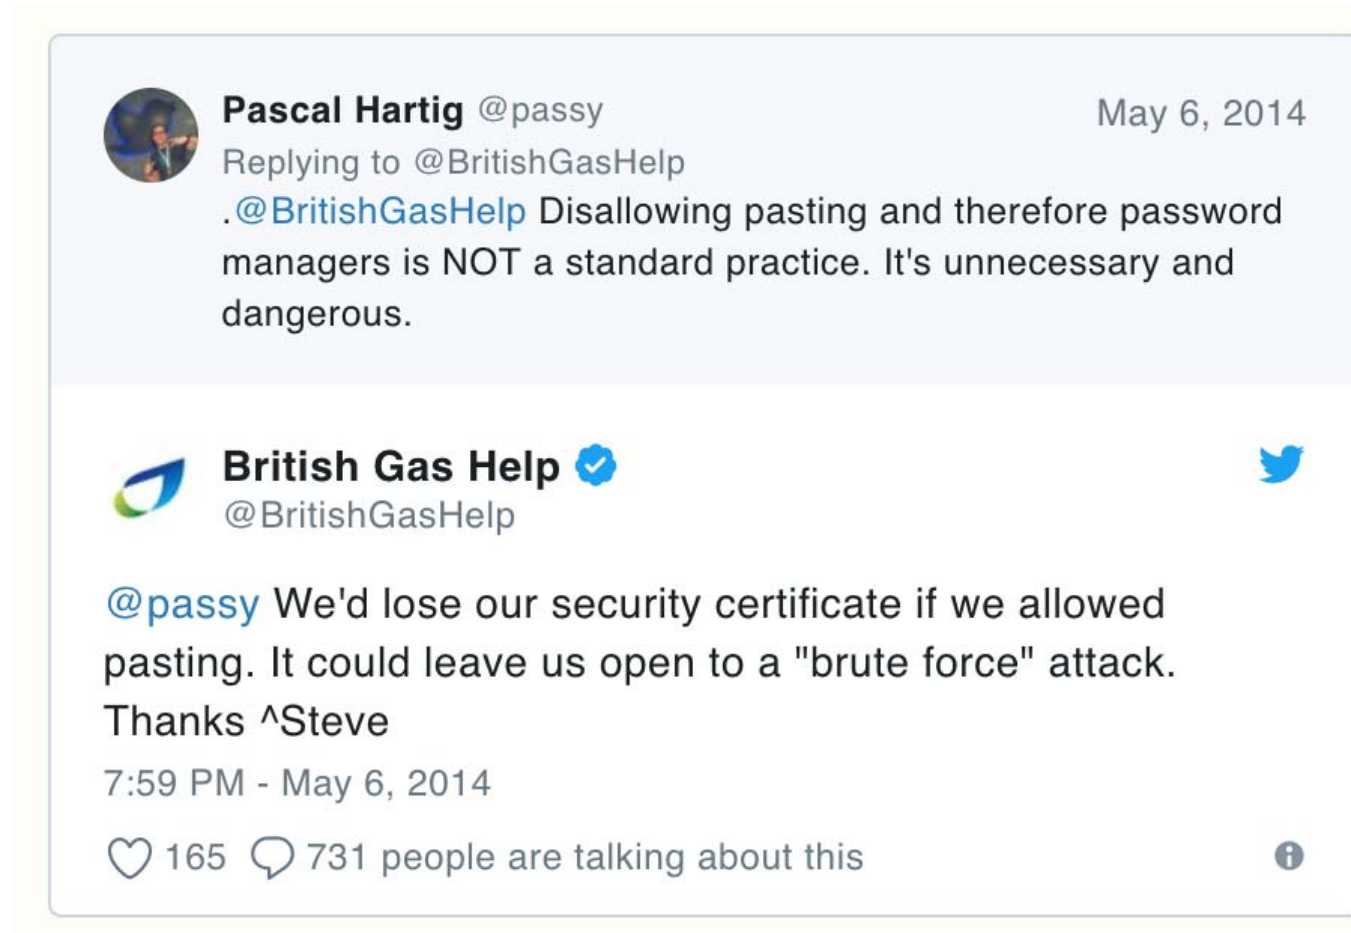 Pascal Hartig @passy May 6, 2014
Replying to @BritishGasHelp
.@BritishGasHelp Disallowing pasting and therefore password
managers is NOT a standard practice. It's unnecessary and
dangerous.
British Gas Help
@BritishGasHelp
@passy We'd lose our security certificate if we allowed
pasting. It could leave us open to a "brute force" attack.
Thanks ^Steve
7:59 PM - May 6, 2014
165 731 people are talking about this